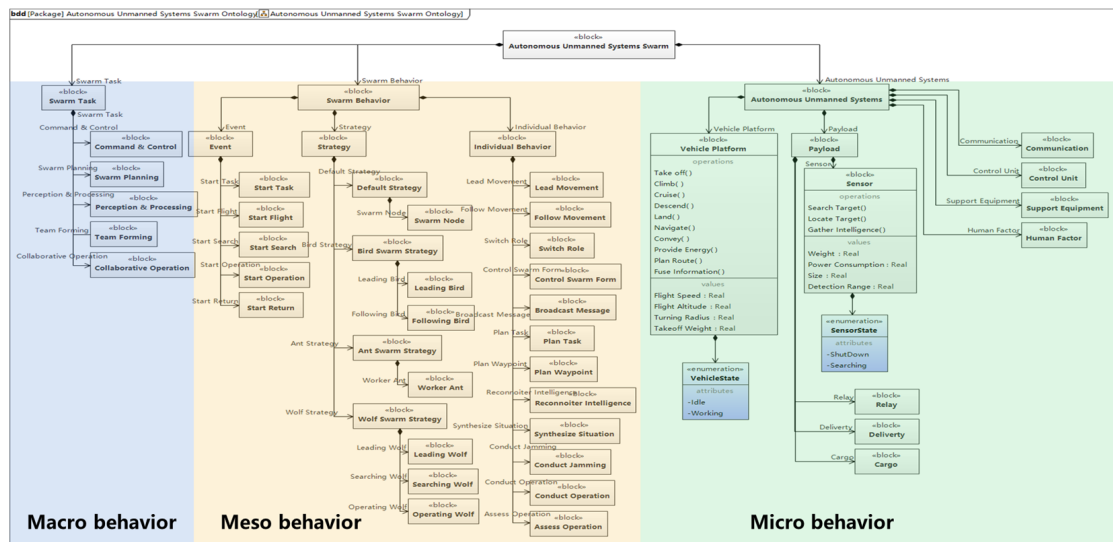 bdd [Package] Autonomous Unmanned Systems Swarm Ontology[ Autonomous Unmanned Systems Swarm Ontology]
«block»
Autonomous Unmanned Systems Swarm
Swarm Task
«block»
Swarm Task
Swarm Task
Command & Control
«block»
Command & Control
Swarm Planning
«block»
Swarm Planning
Perception & Processing
«block»
Perception & Processing
Team Forming
«block»
Team Forming
Collaborative Operation
«block»
Collaborative Operation
Macro behavior
Swarm Behavior
«block»
Swarm Behavior
Event
«block»
Event
Start Task
«block»
Start Task
Start Flight
«block»
Start Flight
Start Search
«block»
Start Search
Start Operation
«block»
Start Operation
Start Return
«block»
Start Return
Strategy
«block»
Strategy
Default Strategy
«block»
Default Strategy
Swarm Node
«block»
Swarm Node
Bird Strategy
«block»
Bird Swarm Strategy
Leading Bird
«block»
Leading Bird
Following Bird
«block»
Following Bird
Ant Strategy
«block»
Ant Swarm Strategy
Worker Ant
«block»
Worker Ant
Wolf Strategy
«block»
Wolf Swarm Strategy
Leading Wolf
«block»
Leading Wolf
Searching Wolf
«block»
Searching Wolf
Operating Wolf
«block»
Operating Wolf
Individual Behavior
«block»
Individual Behavior
Lead Movement
«block»
Lead Movement
Follow Movement
«block»
Follow Movement
Switch Role
«block»
Switch Role
Control Swarm Form
«block»
Control Swarm Form
Broadcast Message
«block»
Broadcast Message
Plan Task
«block»
Plan Task
Plan Waypoint
«block»
Plan Waypoint
Reconnoiter Intelligence
«block»
Reconnoiter Intelligence
Synthesize Situation
«block»
Synthesize Situation
Conduct Jamming
«block»
Conduct Jamming
Conduct Operation
«block»
Conduct Operation
Assess Operation
«block»
Assess Operation
Meso behavior
Autonomous Unmanned Systems
«block»
Autonomous Unmanned Systems
Vehicle Platform
«block»
Vehicle Platform
operations
Take off()
Climb()
Cruise()
Descend()
Land()
Navigate()
Convey()
Provide Energy()
Plan Route()
Fuse Information()
values
Flight Speed : Real
Flight Altitude : Real
Turning Radius : Real
Takeoff Weight : Real
«enumeration»
VehicleState
attributes
-Idle
-Working
Payload
«block»
Payload
Sensor
«block»
Sensor
operations
Search Target()
Locate Target()
Gather Intelligence()
values
Weight : Real
Power Consumption : Real
Size : Real
Detection Range : Real
«enumeration»
SensorState
attributes
-ShutDown
-Searching
Relay
«block»
Relay
Deliverty
«block»
Deliverty
Cargo
«block»
Cargo
Communication
«block»
Communication
Control Unit
«block»
Control Unit
Support Equipment
«block»
Support Equipment
Human Factor
«block»
Human Factor
Micro behavior